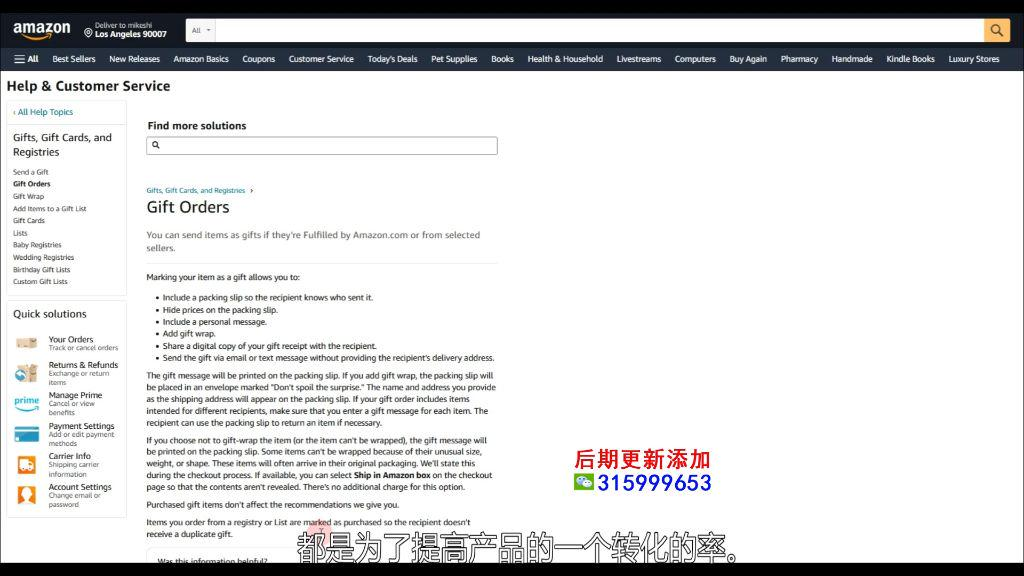 amazon
Deliver to mikeshi
Los Angeles 90007
All
All
Best Sellers
New Releases
Amazon Basics
Coupons
Customer Service
Today's Deals
Pet Supplies
Books
Health & Household
Livestreams
Computers
Buy Again
Pharmacy
Handmade
Kindle Books
Luxury Stores
Help & Customer Service
‹ All Help Topics
Gifts, Gift Cards, and
Registries
Send a Gift
Gift Orders
Gift Wrap
Add Items to a Gift List
Gift Cards
Lists
Baby Registries
Wedding Registries
Birthday Gift Lists
Custom Gift Lists
Quick solutions
Your Orders
Track or cancel orders
Returns & Refunds
Exchange or return
items
prime
Manage Prime
Cancel or view
benefits
Payment Settings
Add or edit payment
methods
Carrier Info
Shipping carrier
information
Account Settings
Change email or
password
Find more solutions
Gifts, Gift Cards, and Registries ›
Gift Orders
You can send items as gifts if they're Fulfilled by Amazon.com or from selected
sellers.
Marking your item as a gift allows you to:
• Include a packing slip so the recipient knows who sent it.
• Hide prices on the packing slip.
• Include a personal message.
• Add gift wrap.
• Share a digital copy of your gift receipt with the recipient.
• Send the gift via email or text message without providing the recipient's delivery address.
The gift message will be printed on the packing slip. If you add gift wrap, the packing slip will
be placed in an envelope marked "Don't spoil the surprise." The name and address you provide
as the shipping address will appear on the packing slip. If your gift order includes items
intended for different recipients, make sure that you enter a gift message for each item. The
recipient can use the packing slip to return an item if necessary.
If you choose not to gift-wrap the item (or the item can't be wrapped), the gift message will
be printed on the packing slip. Some items can't be wrapped because of their unusual size,
weight, or shape. These items will often arrive in their original packaging. We'll state this
during the checkout process. If available, you can select Ship in Amazon box on the checkout
page so that the contents aren't revealed. There's no additional charge for this option.
Purchased gift items don't affect the recommendations we give you.
Items you order from a registry or List are marked as purchased so the recipient doesn't
receive a duplicate gift.
Was this information helpful?
后期更新添加
315999653
都是为了提高产品的一个转化的率。